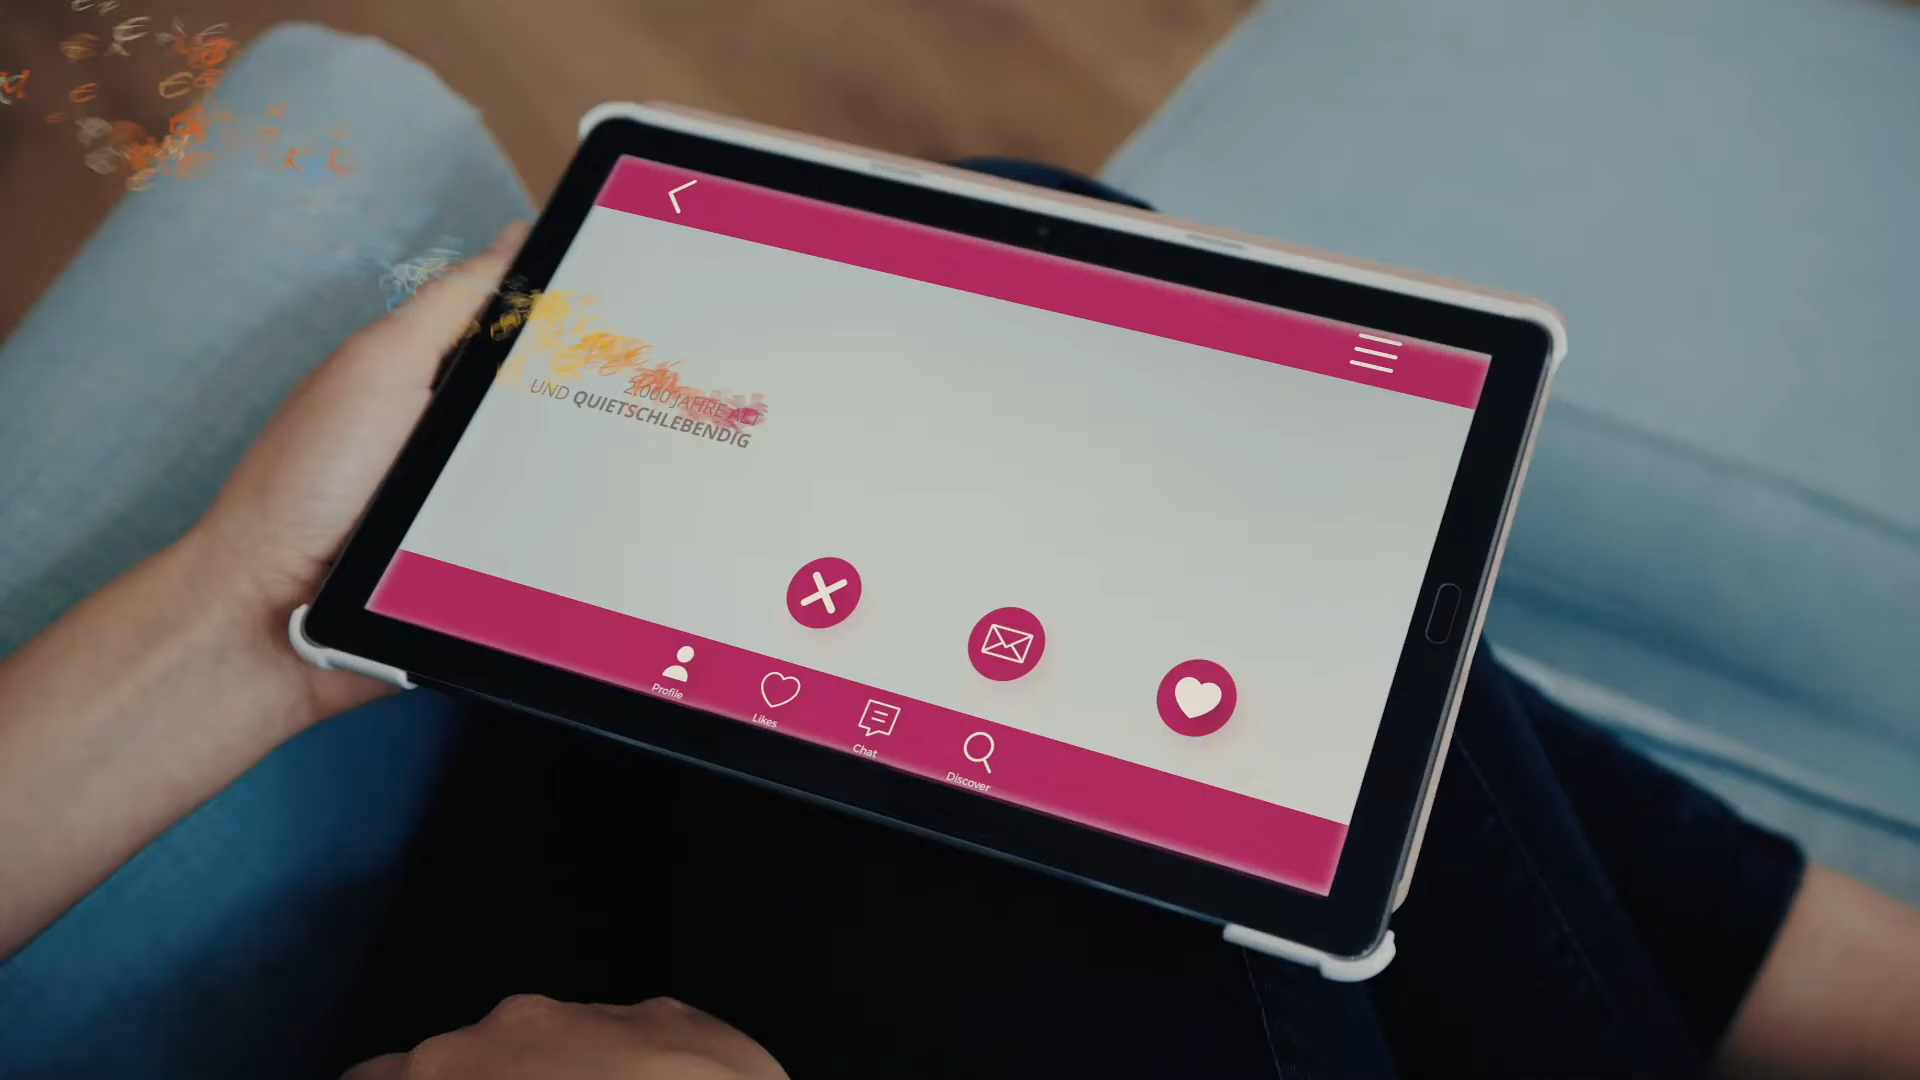 2.000 JAHRE ALT
UND QUIETSCHLEBENDIG
Profile
Likes
Chat
Discover